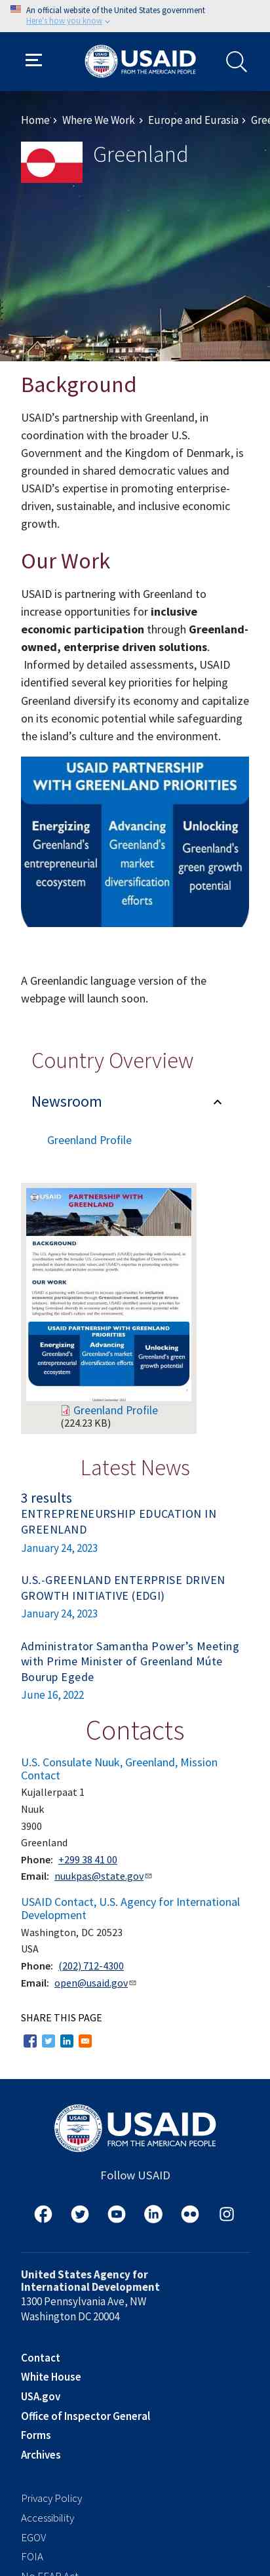 An official website of the United States government
Here's how you know
USAID
FROM THE AMERICAN PEOPLE
Home › Where We Work › Europe and Eurasia › Gree
Greenland
Background
USAID's partnership with Greenland, in
coordination with the broader U.S.
Government and the Kingdom of Denmark, is
grounded in shared democratic values and
USAID's expertise in promoting enterprise-
driven, sustainable, and inclusive economic
growth.
Our Work
USAID is partnering with Greenland to
increase opportunities for inclusive
economic participation through Greenland-
owned, enterprise driven solutions.
Informed by detailed assessments, USAID
identified several key priorities for helping
Greenland diversify its economy and capitalize
on its economic potential while safeguarding
the island's culture and the environment.
USAID PARTNERSHIP
WITH GREENLAND PRIORITIES
Energizing
Greenland's
entrepreneurial
ecosystem
Advancing
Greenland's
market
diversification
efforts
Unlocking
Greenland's
green growth
potential
A Greenlandic language version of the
webpage will launch soon.
Country Overview
Newsroom
Greenland Profile
USAID
PARTNERSHIP WITH
GREENLAND
BACKGROUND
OUR WORK
USAID PARTNERSHIP WITH GREENLAND
PRIORITIES
Energizing
Greenland's
entrepreneurial
ecosystem
Advancing
Greenland's
market diversification
efforts
Unlocking
Greenland's
green growth
potential
Greenland Profile
(224.23 KB)
Latest News
3 results
ENTREPRENEURSHIP EDUCATION IN
GREENLAND
January 24, 2023
U.S.-GREENLAND ENTERPRISE DRIVEN
GROWTH INITIATIVE (EDGI)
January 24, 2023
Administrator Samantha Power's Meeting
with Prime Minister of Greenland Múte
Bourup Egede
June 16, 2022
Contacts
U.S. Consulate Nuuk, Greenland, Mission
Contact
Kujallerpaat 1
Nuuk
3900
Greenland
Phone: +299 38 41 00
Email: nuukpas@state.gov
USAID Contact, U.S. Agency for International
Development
Washington, DC 20523
USA
Phone: (202) 712-4300
Email: open@usaid.gov
SHARE THIS PAGE
USAID
FROM THE AMERICAN PEOPLE
Follow USAID
United States Agency for
International Development
1300 Pennsylvania Ave, NW
Washington DC 20004
Contact
White House
USA.gov
Office of Inspector General
Forms
Archives
Privacy Policy
Accessibility
EGOV
FOIA
No FEAR Act